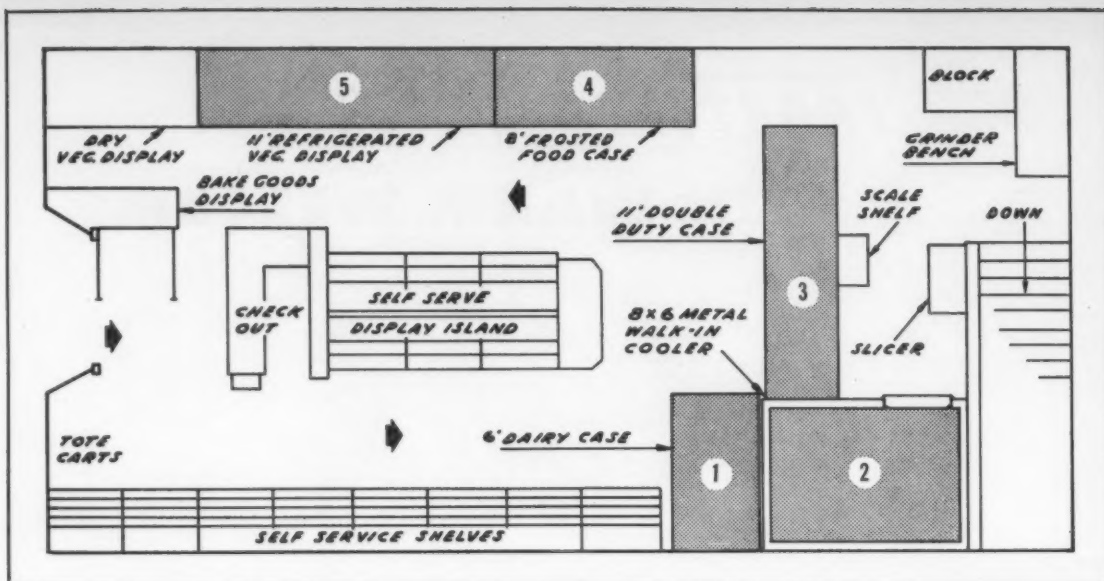 5
4
BLOCK
DRY
VEG. DISPLAY
11' REFRIGERATED
VEG. DISPLAY
8' FROSTED
FOOD CASE
GRINDER
BENCH
BAKE GOODS
DISPLAY
SCALE
SHELF
11' DOUBLE
DUTY CASE
DOWN
3
SELF SERVE
DISPLAY ISLAND
CHECK
OUT
8 x 6 METAL
WALK-IN
COOLER
SLICER
TOTE
CARTS
6' DAIRY CASE
1
2
SELF SERVICE SHELVES